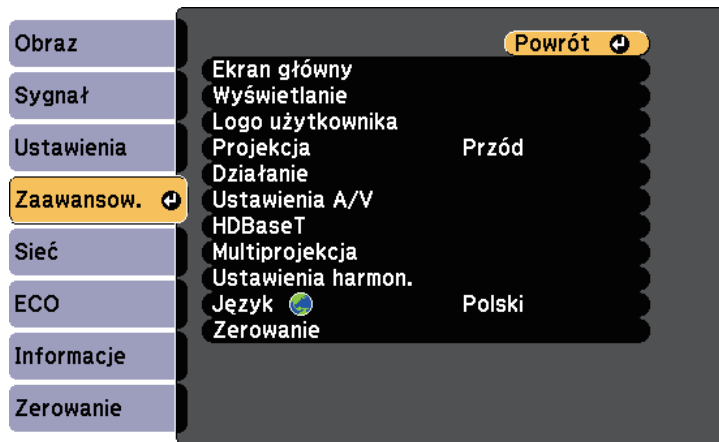 Obraz
Sygnał
Ustawienia
Zaawansow.
Sieć
ECO
Informacje
Zerowanie
Powrót
Ekran główny
Wyświetlanie
Logo użytkownika
Projekcja Przód
Działanie
Ustawienia A/V
HDBaseT
Multiprojekcja
Ustawienia harmon.
Język Polski
Zerowanie